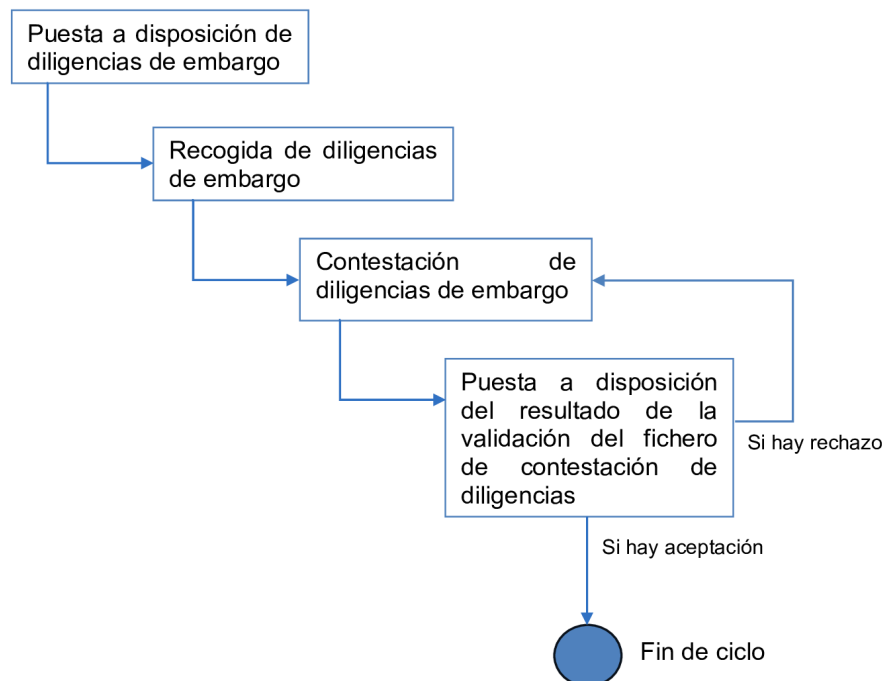 Puesta a disposición de
diligencias de embargo
Recogida de diligencias
de embargo
Contestación de
diligencias de embargo
Puesta a disposición
del resultado de la
validación del fichero
de contestación de
diligencias
Si hay rechazo
Si hay aceptación
Fin de ciclo